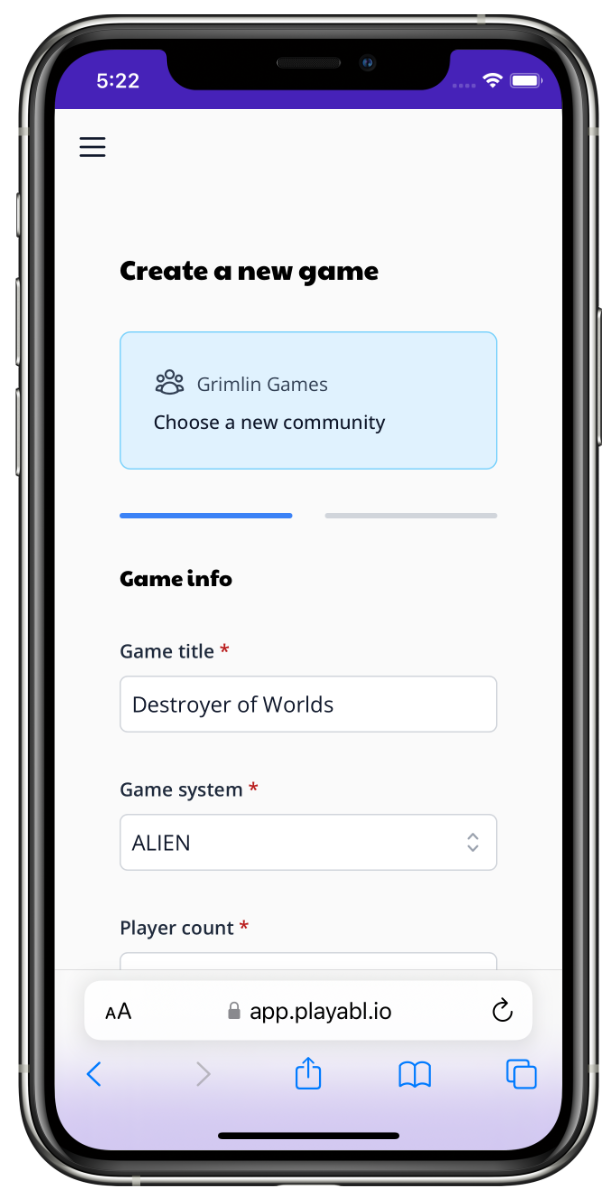 5:22
Create a new game
Grimlin Games
Choose a new community
Game info
Game title *
Destroyer of Worlds
Game system *
ALIEN
Player count *
AA
app.playabl.io